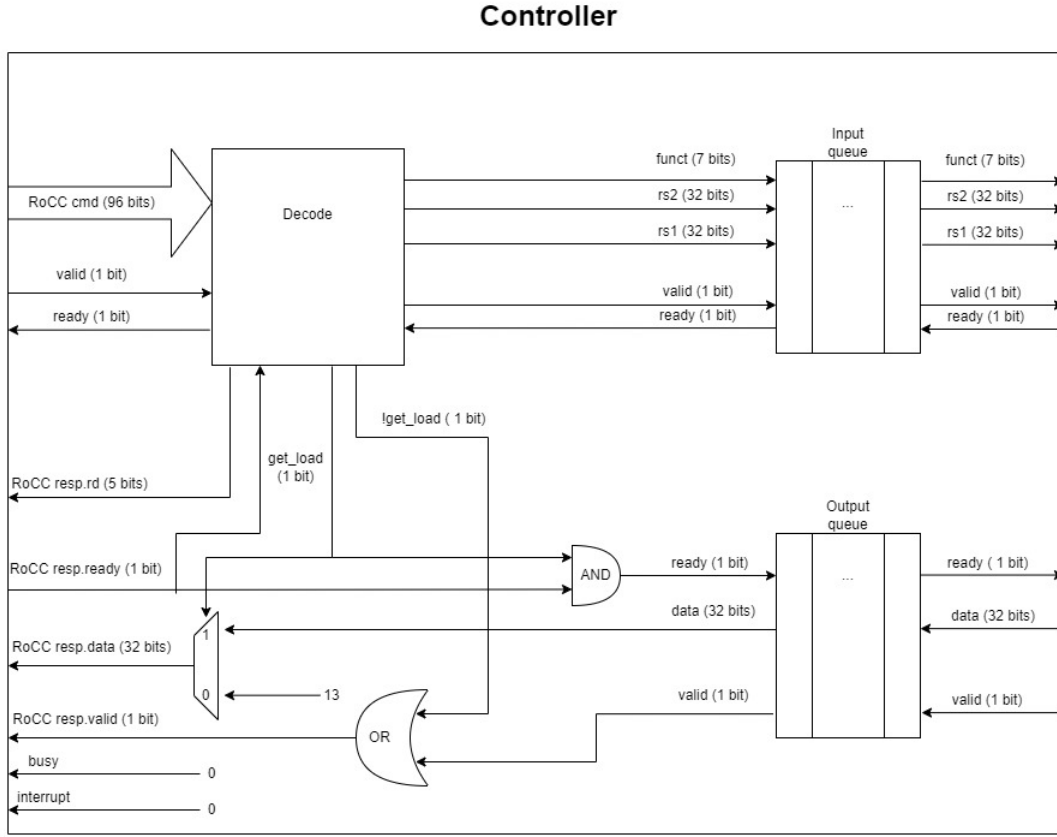 Controller
Input
queue
funct (7 bits)
funct (7 bits)
RoCC cmd (96 bits)
Decode
rs2 (32 bits)
...
rs2 (32 bits)
rs1 (32 bits)
rs1 (32 bits)
valid (1 bit)
valid (1 bit)
valid (1 bit)
ready (1 bit)
ready (1 bit)
ready (1 bit)
!get_load ( 1 bit)
get_load
(1 bit)
RoCC resp.rd (5 bits)
Output
queue
RoCC resp.ready (1 bit)
AND
ready (1 bit)
...
ready ( 1 bit)
data (32 bits)
data (32 bits)
1
RoCC resp.data (32 bits)
0
13
valid (1 bit)
valid (1 bit)
RoCC resp.valid (1 bit)
OR
busy
0
interrupt
0